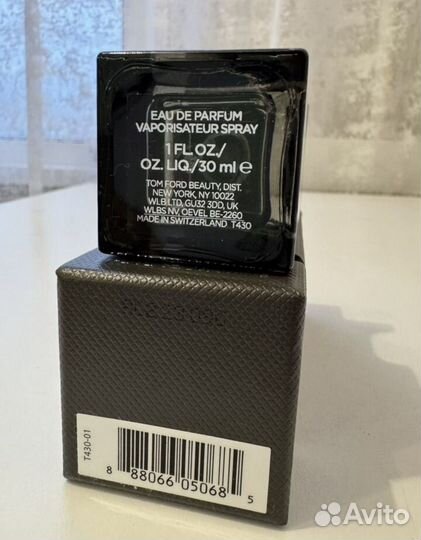 EAU DE PARFUM
VAPORISATEUR SPRAY
1 FL.OZ./
OZ. LIQ./30 ml e
TOM FORD BEAUTY, DIST.
NEW YORK, NY 10022
WLB LTD, GU32 3DD, UK
WLBS NV OEVEL BE-2260
MADE IN SWITZERLAND T430
T430-01
8 88066 05068 5
Avito